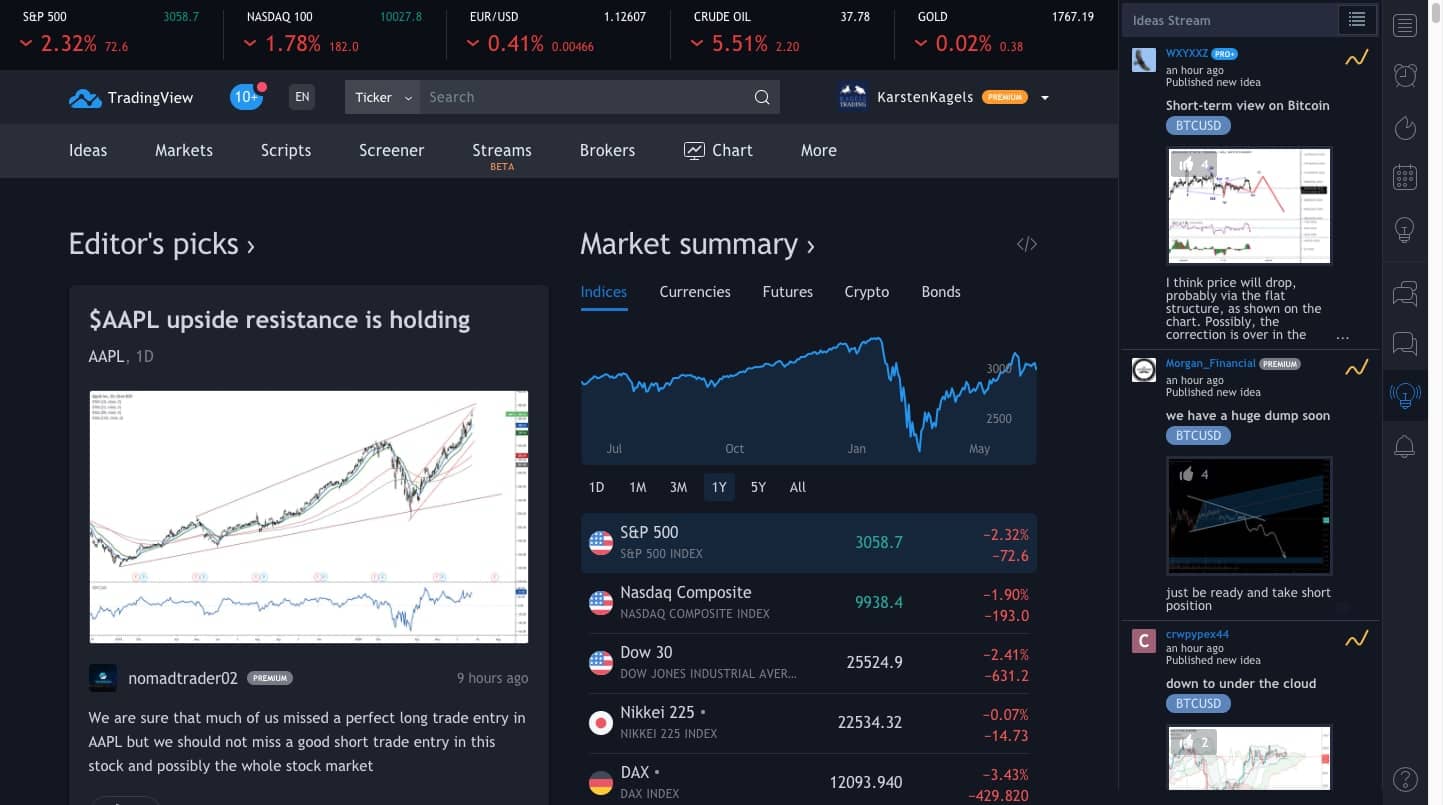 S&P 500 3058.7
2.32% 72.6
NASDAQ 100 10027.8
1.78% 182.0
EUR/USD 1.12607
0.41% 0.00466
CRUDE OIL 37.78
5.51% 2.20
GOLD 1767.19
0.02% 0.38
TradingView
10+
EN
Ticker
Search
KAGELS
TRADING
KarstenKagels PREMIUM
Ideas Markets Scripts Screener Streams Brokers Chart More
BETA
Editor's picks ›
$AAPL upside resistance is holding
AAPL, 1D
nomadtrader02 PREMIUM 9 hours ago
We are sure that much of us missed a perfect long trade entry in
AAPL but we should not miss a good short trade entry in this
stock and possibly the whole stock market
Market summary ›
</>
Indices Currencies Futures Crypto Bonds
3000
2500
Jul Oct Jan May
1D 1M 3M 1Y 5Y All
S&P 500 3058.7 −2.32%
S&P 500 INDEX −72.6
Nasdaq Composite 9938.4 −1.90%
NASDAQ COMPOSITE INDEX −193.0
Dow 30 25524.9 −2.41%
DOW JONES INDUSTRIAL AVER... −631.2
Nikkei 225 • 22534.32 −0.07%
NIKKEI 225 INDEX −14.73
DAX • 12093.940 −3.43%
DAX INDEX −429.820
Ideas Stream
WXYXXZ PRO+
an hour ago
Published new idea
Short-term view on Bitcoin
BTCUSD
4
I think price will drop,
probably via the flat
structure, as shown on the
chart. Possibly, the
correction is over in the ...
Morgan_Financial PREMIUM
an hour ago
Published new idea
we have a huge dump soon
BTCUSD
4
just be ready and take short
position
C
crwpypex44
an hour ago
Published new idea
down to under the cloud
BTCUSD
2